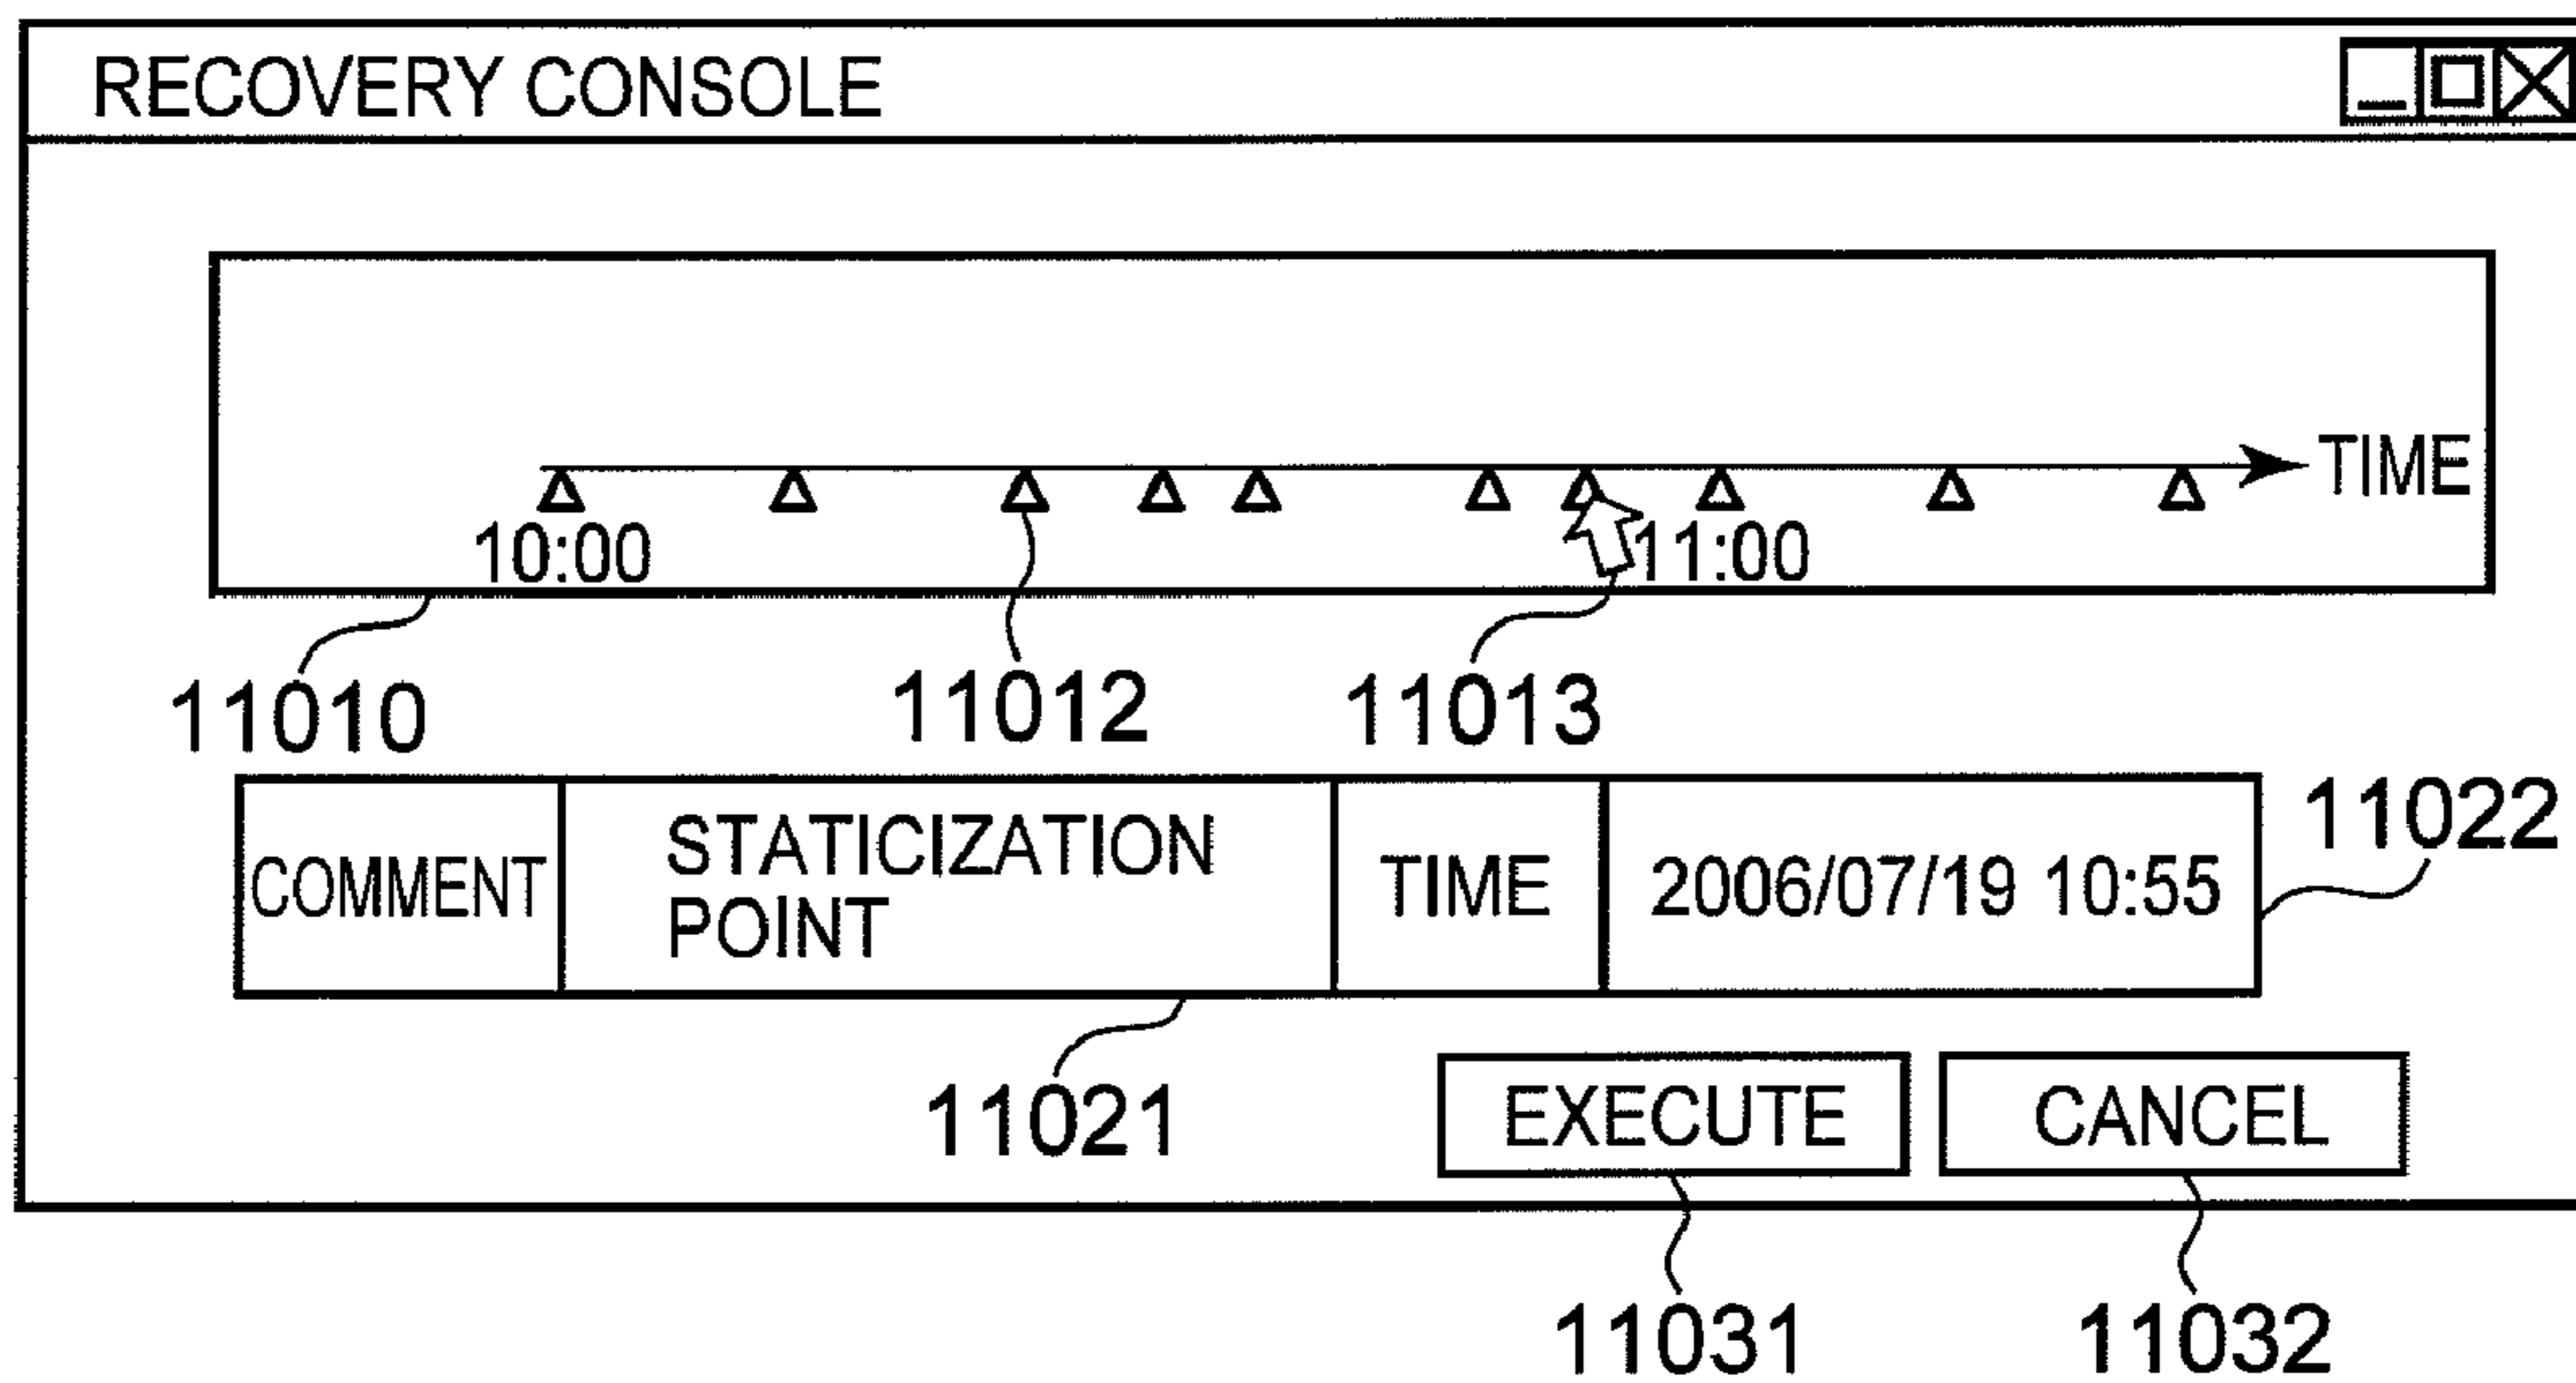 RECOVERY CONSOLE
TIME
10:00
11:00
11010
11012
11013
COMMENT
STATICIZATION
POINT
TIME
2006/07/19 10:55
11022
11021
EXECUTE
CANCEL
11031
11032